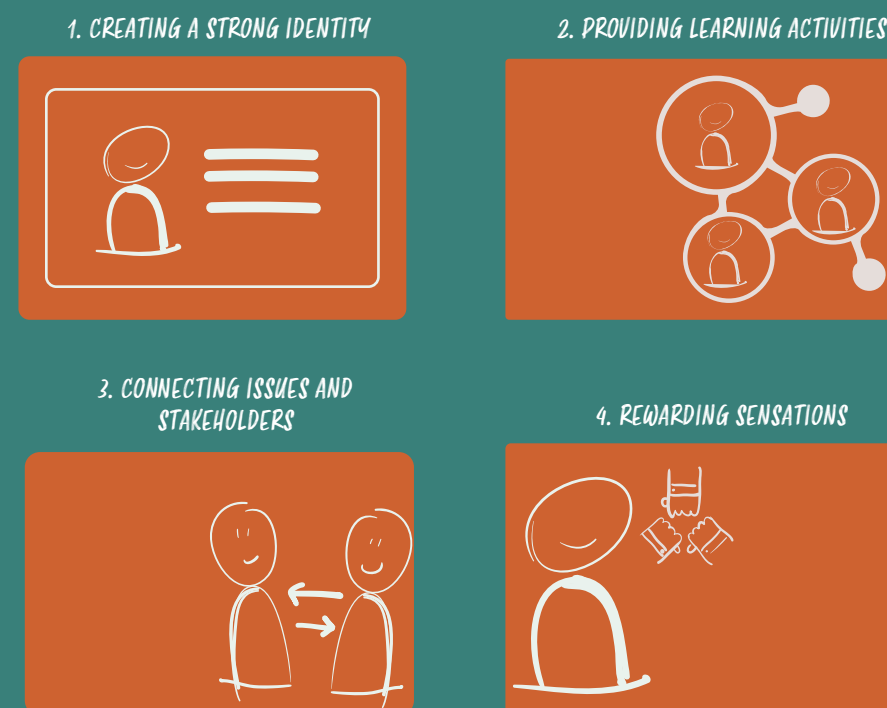 1. CREATING A STRONG IDENTITY
2. PROVIDING LEARNING ACTIVITIES
3. CONNECTING ISSUES AND
STAKEHOLDERS
4. REWARDING SENSATIONS